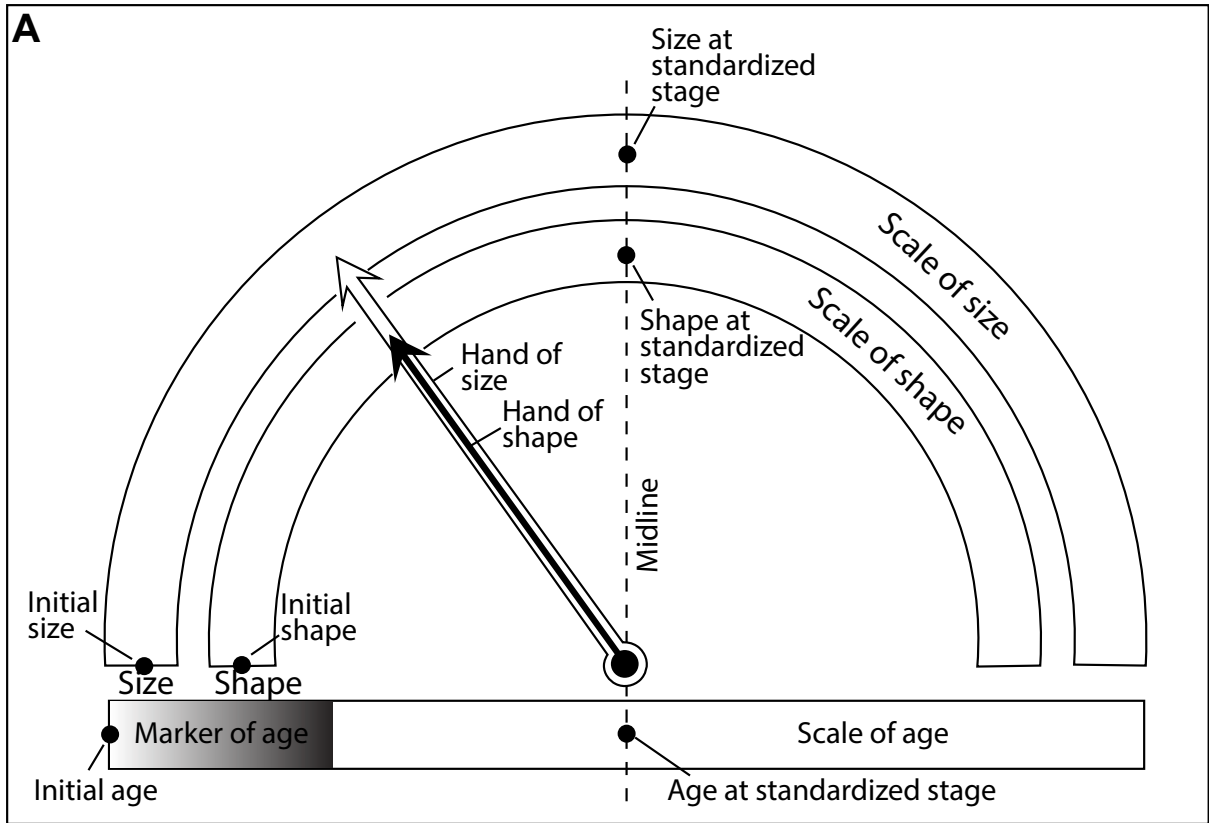 A
Size at
standardized
stage
Scale of size
Scale of shape
Shape at
standardized
stage
Hand of
size
Hand of
shape
Midline
Initial
size
Initial
shape
Size
Shape
Marker of age
Scale of age
Initial age
Age at standardized stage